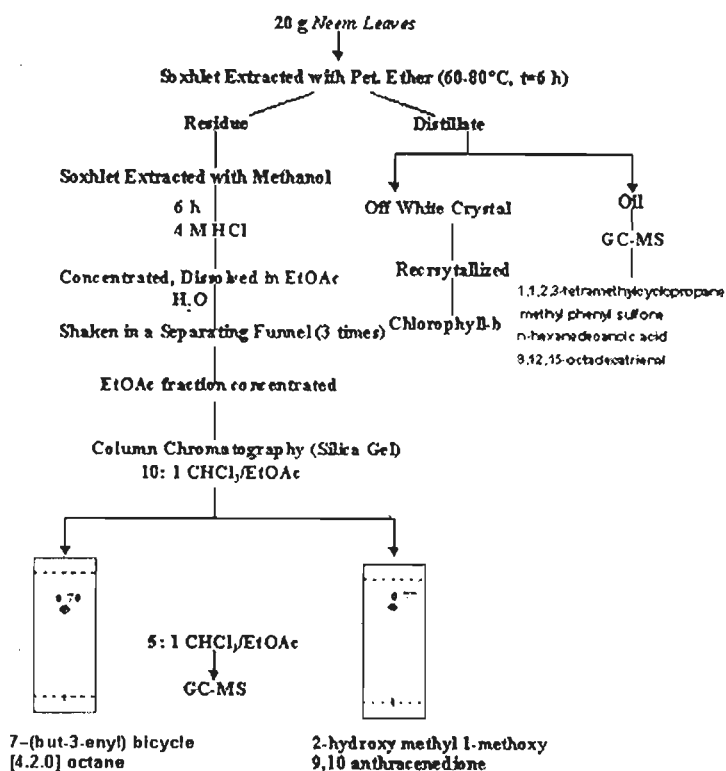 20 g Neem Leaves
Soxhlet Extracted with Pet. Ether (60-80°C, t=6 h)
Residue
Distillate
Soxhlet Extracted with Methanol
6 h
4 M HCl
Off White Crystal
Oil
GC-MS
Concentrated, Dissolved in EtOAc
H2O
Recrsytallized
1,1,2,3-tetramethylcyclopropane
methyl phenyl sulfone
n-hexanedeoanoic acid
Shaken in a Separating Funnel (3 times)
Chlorophyll-b
8,12,15-octadecatrienol
EtOAc fraction concentrated
Column Chromatography (Silica Gel)
10: 1 CHCl3/EtOAc
5: 1 CHCl3/EtOAc
GC-MS
7-(but-3-enyl) bicycle
[4.2.0] octane
2-hydroxy methyl 1-methoxy
9,10 anthracenedione